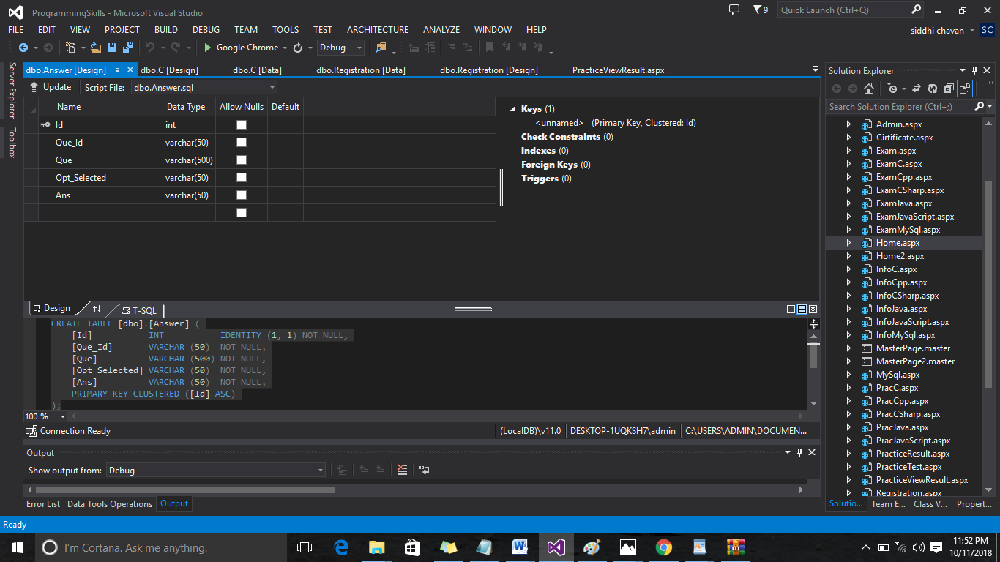 ProgrammingSkills - Microsoft Visual Studio
9
Quick Launch (Ctrl+Q)
FILE EDIT VIEW PROJECT BUILD DEBUG TEAM TOOLS TEST ARCHITECTURE ANALYZE WINDOW HELP
siddhi chavan SC
Google Chrome Debug
Server Explorer
Toolbox
dbo.Answer [Design] dbo.C [Design] dbo.C [Data] dbo.Registration [Data] dbo.Registration [Design] PracticeViewResult.aspx
Update Script File: dbo.Answer.sql
Name Data Type Allow Nulls Default
Id int
Que_Id varchar(50)
Que varchar(500)
Opt_Selected varchar(50)
Ans varchar(50)
Keys (1)
<unnamed> (Primary Key, Clustered: Id)
Check Constraints (0)
Indexes (0)
Foreign Keys (0)
Triggers (0)
Design T-SQL
CREATE TABLE [dbo].[Answer] (
[Id] INT IDENTITY (1, 1) NOT NULL,
[Que_Id] VARCHAR (50) NOT NULL,
[Que] VARCHAR (500) NOT NULL,
[Opt_Selected] VARCHAR (50) NOT NULL,
[Ans] VARCHAR (50) NOT NULL,
PRIMARY KEY CLUSTERED ([Id] ASC)
);
100 %
Connection Ready (LocalDB)\v11.0 DESKTOP-1UQKSH7\admin C:\USERS\ADMIN\DOCUMEN...
Output
Show output from: Debug
Error List Data Tools Operations Output
Solution Explorer
Search Solution Explorer (Ctrl+;)
Admin.aspx
Cirtificate.aspx
Exam.aspx
ExamC.aspx
ExamCpp.aspx
ExamCSharp.aspx
ExamJava.aspx
ExamJavaScript.aspx
ExamMySql.aspx
Home.aspx
Home2.aspx
InfoC.aspx
InfoCpp.aspx
InfoCSharp.aspx
InfoJava.aspx
InfoJavaScript.aspx
InfoMySql.aspx
MasterPage.master
MasterPage2.master
MySql.aspx
PracC.aspx
PracCpp.aspx
PracCSharp.aspx
PracJava.aspx
PracJavaScript.aspx
PracticeResult.aspx
PracticeTest.aspx
PracticeViewResult.aspx
Registration.aspx
Solutio... Team E... Class V... Propert...
Ready
I'm Cortana. Ask me anything.
11:52 PM
10/11/2018